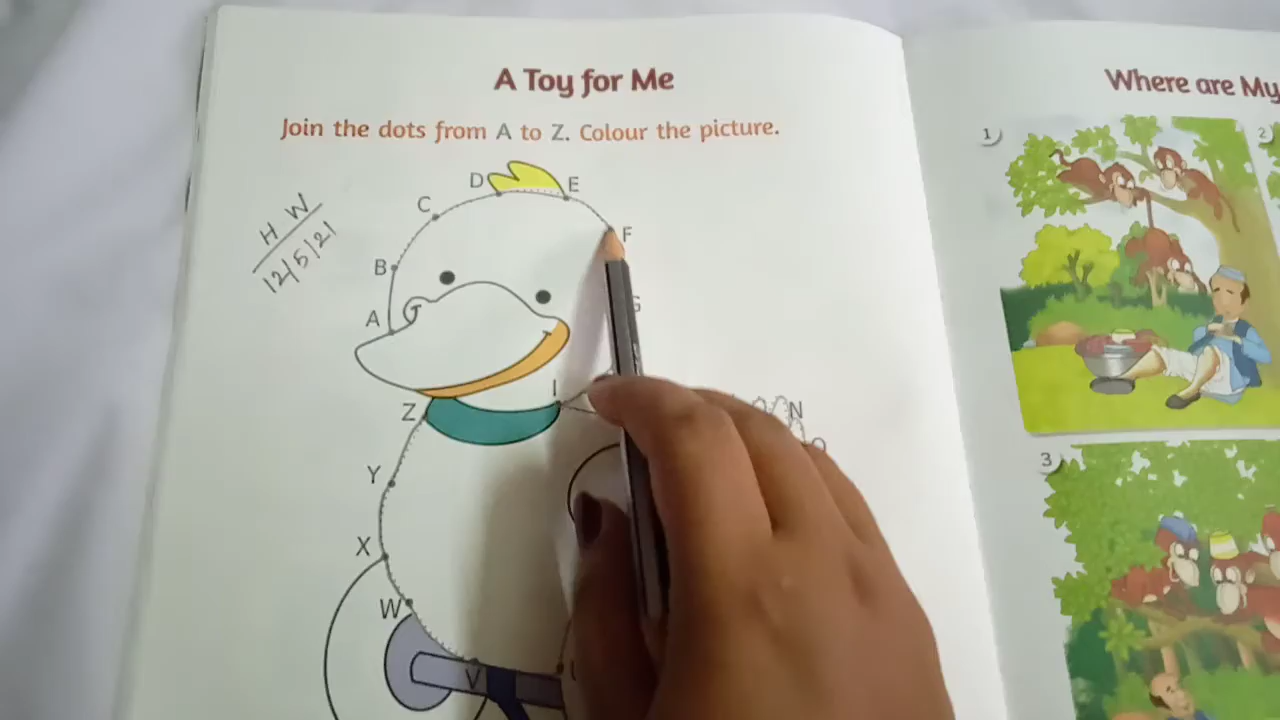 A Toy for Me
Join the dots from A to Z. Colour the picture.
H W
12/5/21
D
E
C
F
B
G
A
I
Z
N
O
Y
X
W
V
Where are My
1
2
3